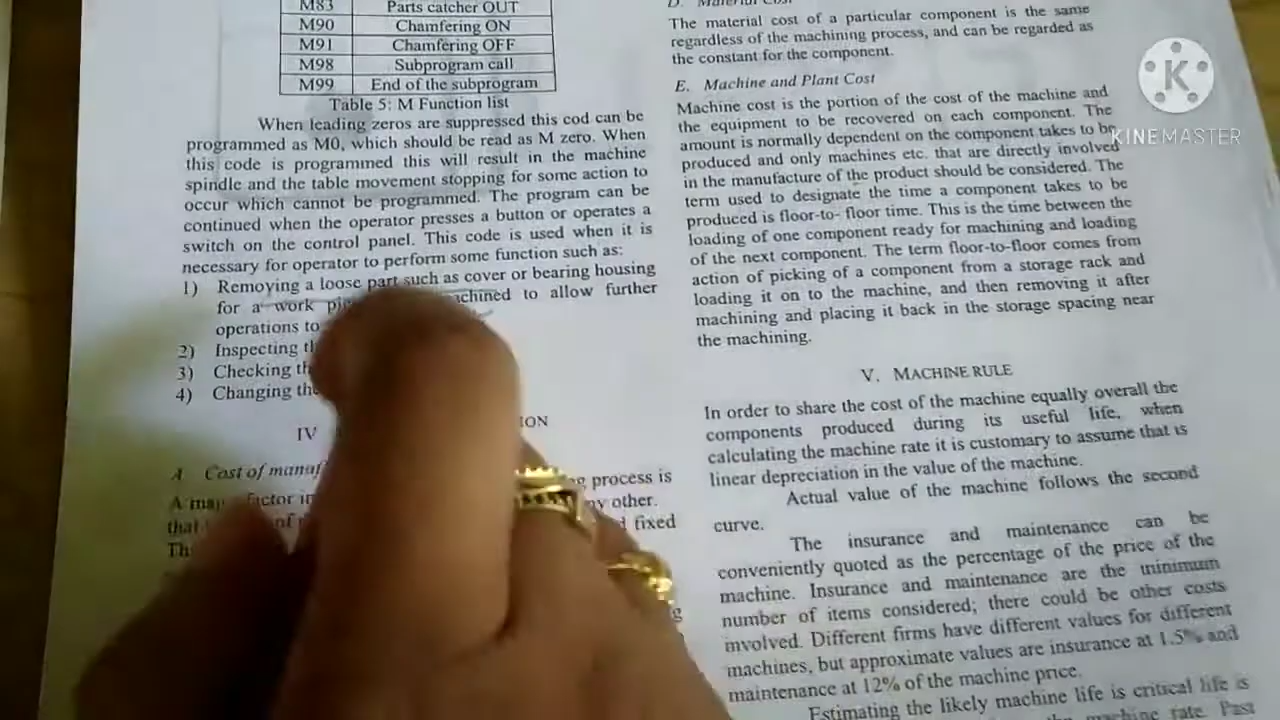 M83 Parts catcher OUT
M90 Chamfering ON
M91 Chamfering OFF
M98 Subprogram call
M99 End of the subprogram
Table 5: M Function list
When leading zeros are suppressed this cod can be
programmed as M0, which should be read as M zero. When
this code is programmed this will result in the machine
spindle and the table movement stopping for some action to
occur which cannot be programmed. The program can be
continued when the operator presses a button or operates a
switch on the control panel. This code is used when it is
necessary for operator to perform some function such as:
1) Removing a loose part such as cover or bearing housing
for a work to allow further
operations to
2) Inspecting
3) Checking
4) Changing
IV
A Cost of
process is
A factor
other.
fixed
D. Material Cost
The material cost of a particular component is the same
regardless of the machining process, and can be regarded as
the constant for the component.
E. Machine and Plant Cost
Machine cost is the portion of the cost of the machine and
the equipment to be recovered on each component. The
amount is normally dependent on the component takes to be
produced and only machines etc. that are directly involved
in the manufacture of the product should be considered. The
term used to designate the time a component takes to be
produced is floor-to- floor time. This is the time between the
loading of one component ready for machining and loading
of the next component. The term floor-to-floor comes from
action of picking of a component from a storage rack and
loading it on to the machine, and then removing it after
machining and placing it back in the storage spacing near
the machining.
V. MACHINE RULE
In order to share the cost of the machine equally overall the
components produced during its useful life, when
calculating the machine rate it is customary to assume that is
linear depreciation in the value of the machine.
Actual value of the machine follows the second
curve.
The insurance and maintenance can be
conveniently quoted as the percentage of the price of the
machine. Insurance and maintenance are the minimum
number of items considered; there could be other costs
involved. Different firms have different values for different
machines, but approximate values are insurance at 1.5% and
maintenance at 12% of the machine price.
Estimating the likely machine life is critical life is
machine rate. Past
K
KINEMASTER